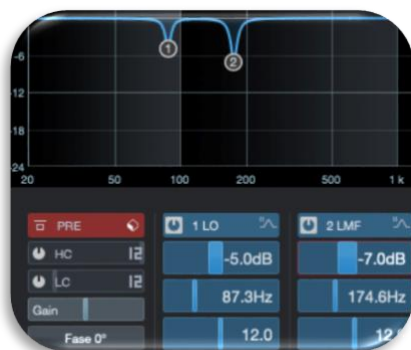 -6
-12
-18
-24
20 50 100 200 500 1 k
1
2
PRE
HC 12
LC 12
Gain
Fase 0°
1 LO
-5.0dB
87.3Hz
12.0
2 LMF
-7.0dB
174.6Hz